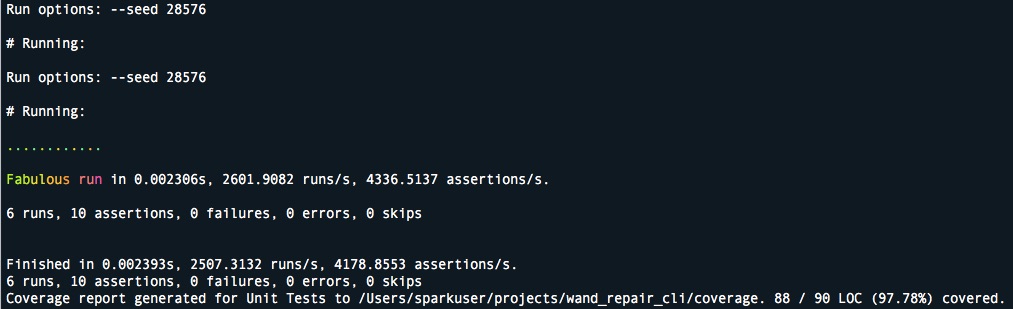 Run options: --seed 28576
# Running:
Run options: --seed 28576
# Running:
............
Fabulous run in 0.002306s, 2601.9082 runs/s, 4336.5137 assertions/s.
6 runs, 10 assertions, 0 failures, 0 errors, 0 skips
Finished in 0.002393s, 2507.3132 runs/s, 4178.8553 assertions/s.
6 runs, 10 assertions, 0 failures, 0 errors, 0 skips
Coverage report generated for Unit Tests to /Users/sparkuser/projects/wand_repair_cli/coverage. 88 / 90 LOC (97.78%) covered.